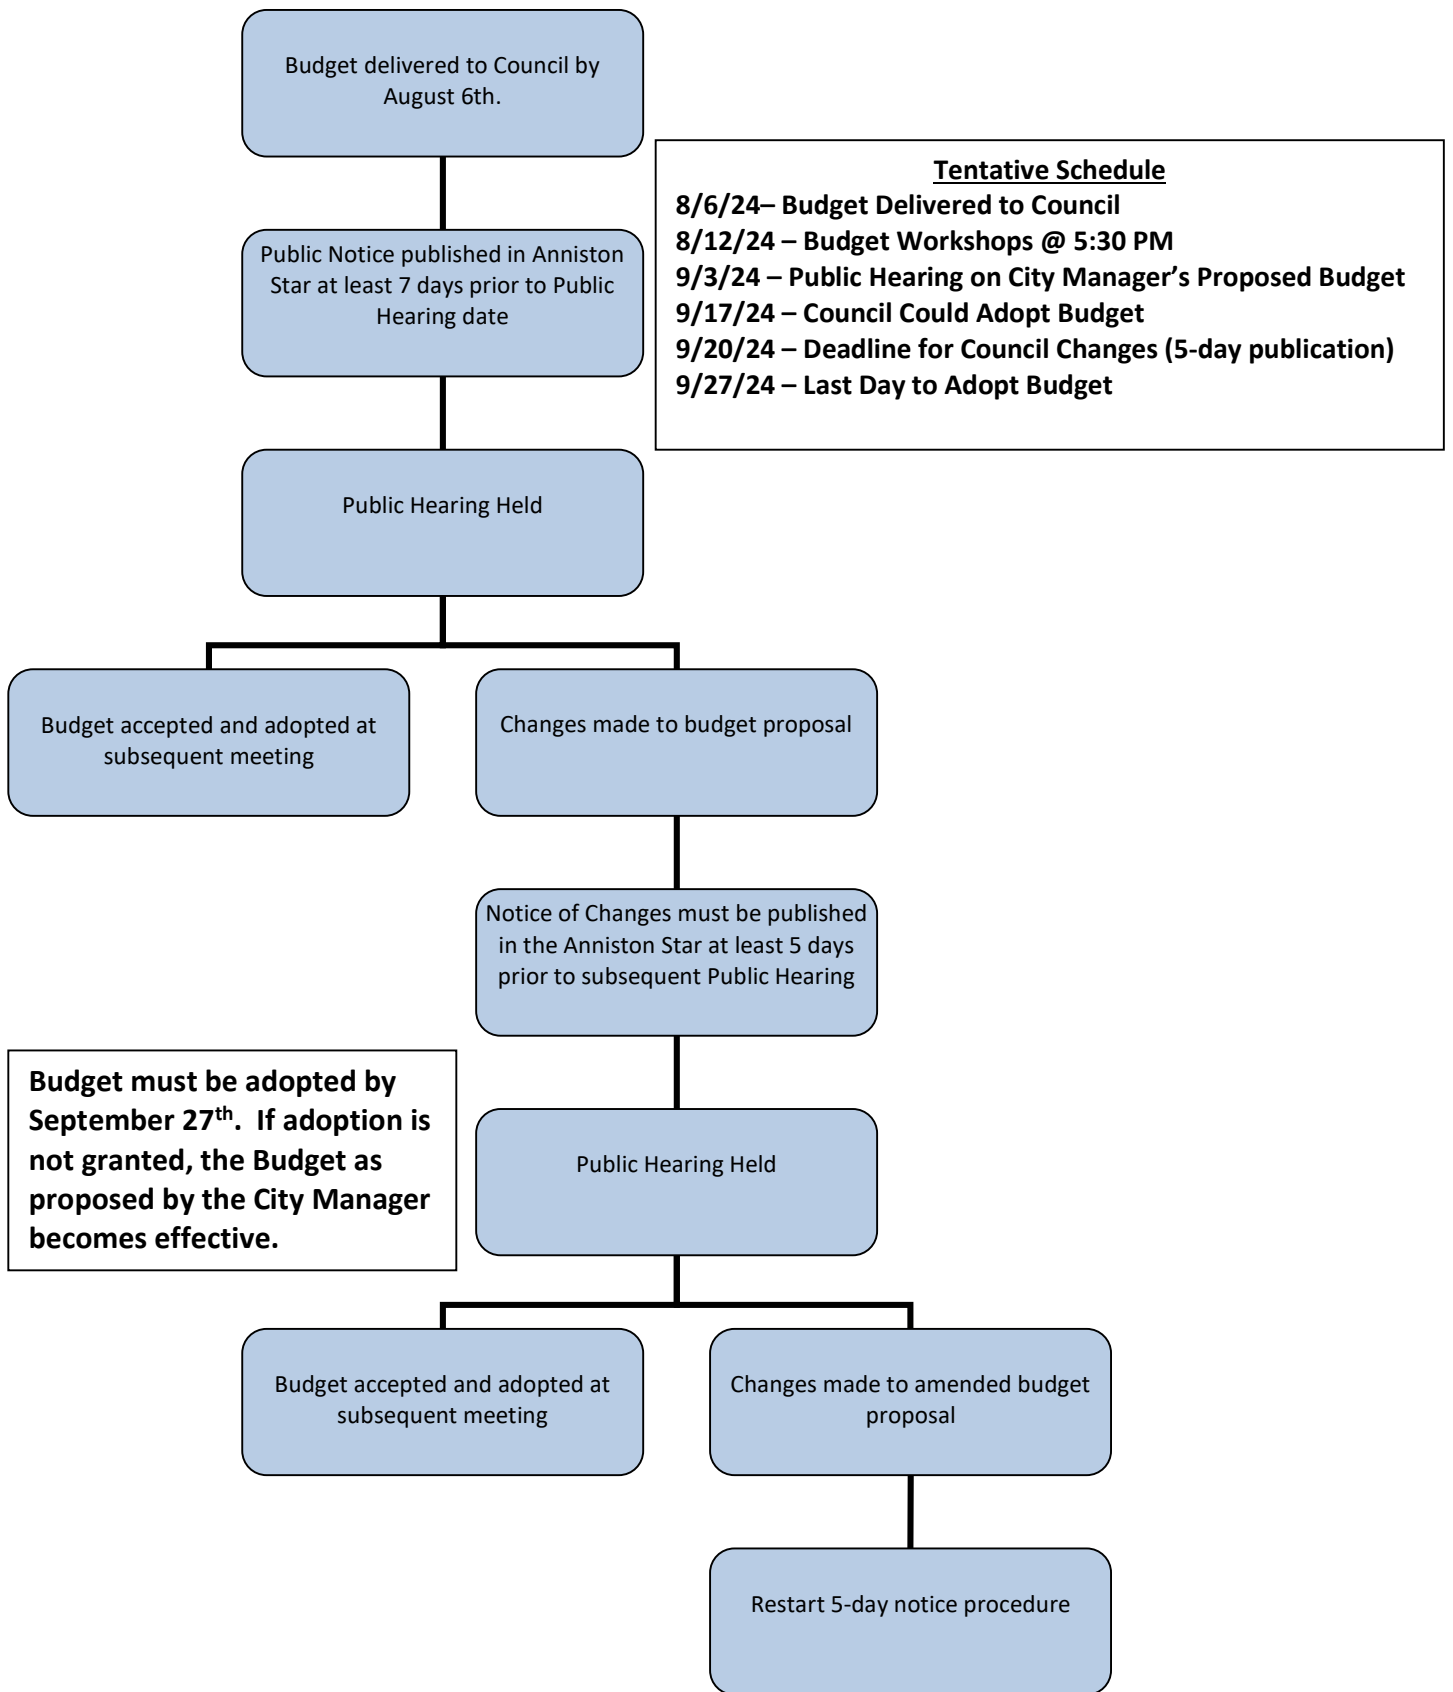 Budget delivered to Council by
August 6th.
Tentative Schedule
8/6/24– Budget Delivered to Council
8/12/24 – Budget Workshops @ 5:30 PM
9/3/24 – Public Hearing on City Manager’s Proposed Budget
9/17/24 – Council Could Adopt Budget
9/20/24 – Deadline for Council Changes (5-day publication)
9/27/24 – Last Day to Adopt Budget
Public Notice published in Anniston
Star at least 7 days prior to Public
Hearing date
Public Hearing Held
Budget accepted and adopted at
subsequent meeting
Changes made to budget proposal
Notice of Changes must be published
in the Anniston Star at least 5 days
prior to subsequent Public Hearing
Budget must be adopted by
September 27th.  If adoption is
not granted, the Budget as
proposed by the City Manager
becomes effective.
Public Hearing Held
Budget accepted and adopted at
subsequent meeting
Changes made to amended budget
proposal
Restart 5-day notice procedure